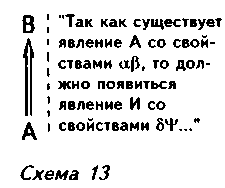 В
"Так как существует
явление А со свой-
ствами αβ, то дол-
жно появиться
явление И со
свойствами δΨ..."
А
Схема 13